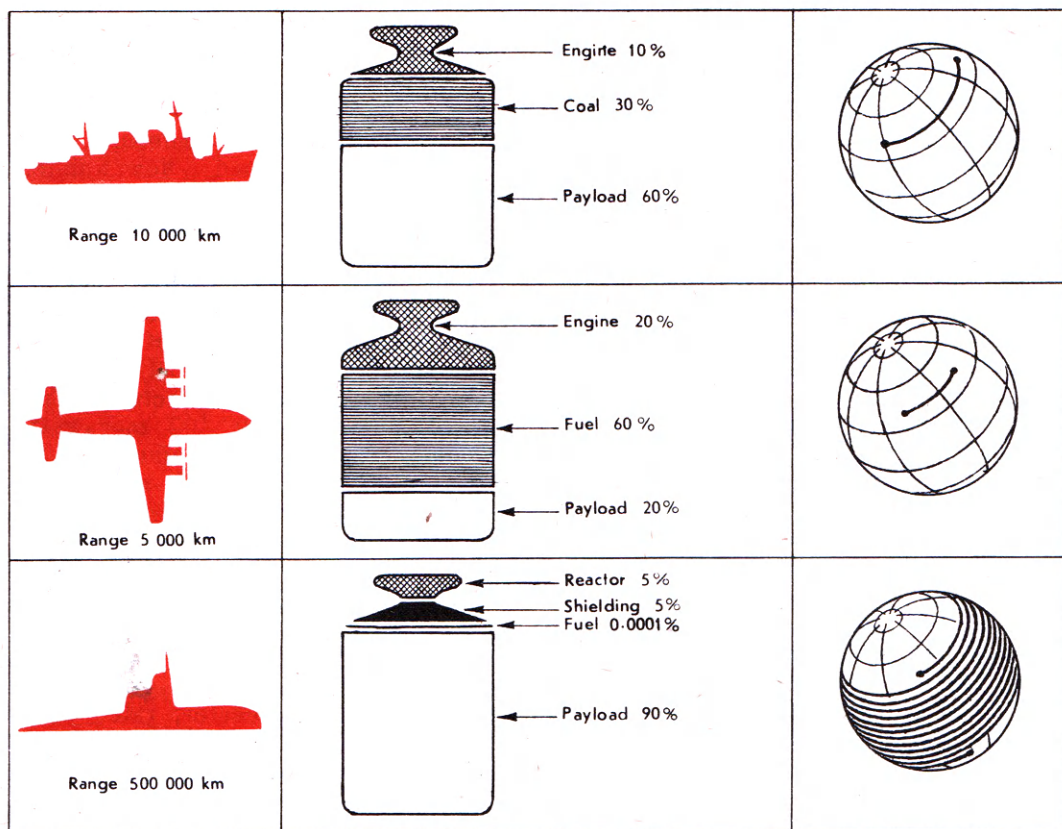 Engine 10%
Coal 30%
Payload 60%
Range 10 000 km
Engine 20%
Fuel 60%
Payload 20%
Range 5 000 km
Reactor 5%
Shielding 5%
Fuel 0.0001%
Payload 90%
Range 500 000 km